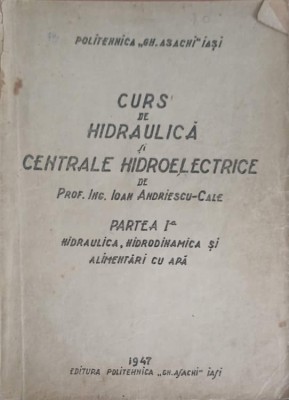 POLITEHNICA „GH. ASACHI" IAȘI
CURS
DE
HIDRAULICĂ
ȘI
CENTRALE HIDROELECTRICE
DE
PROF. ING. IOAN ANDRIESCU-CALE
PARTEA I-a
HIDRAULICA, HIDRODINAMICA ȘI
ALIMENTĂRI CU APĂ
1947
EDITURA POLITEHNICA „GH. ASACHI" IAȘI